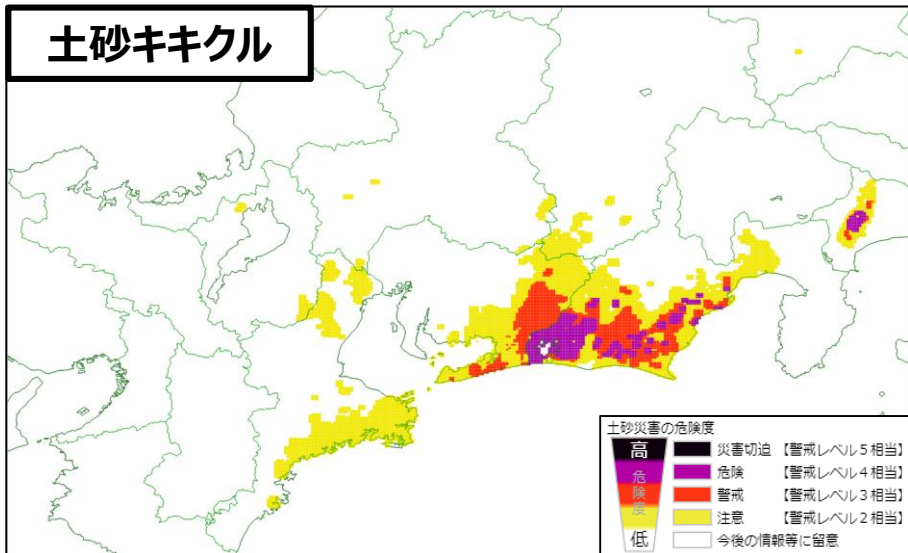 土砂キキクル
土砂災害の危険度
高
危険度
低
災害切迫 【警戒レベル5相当】
危険 【警戒レベル4相当】
警戒 【警戒レベル3相当】
注意 【警戒レベル2相当】
今後の情報等に留意